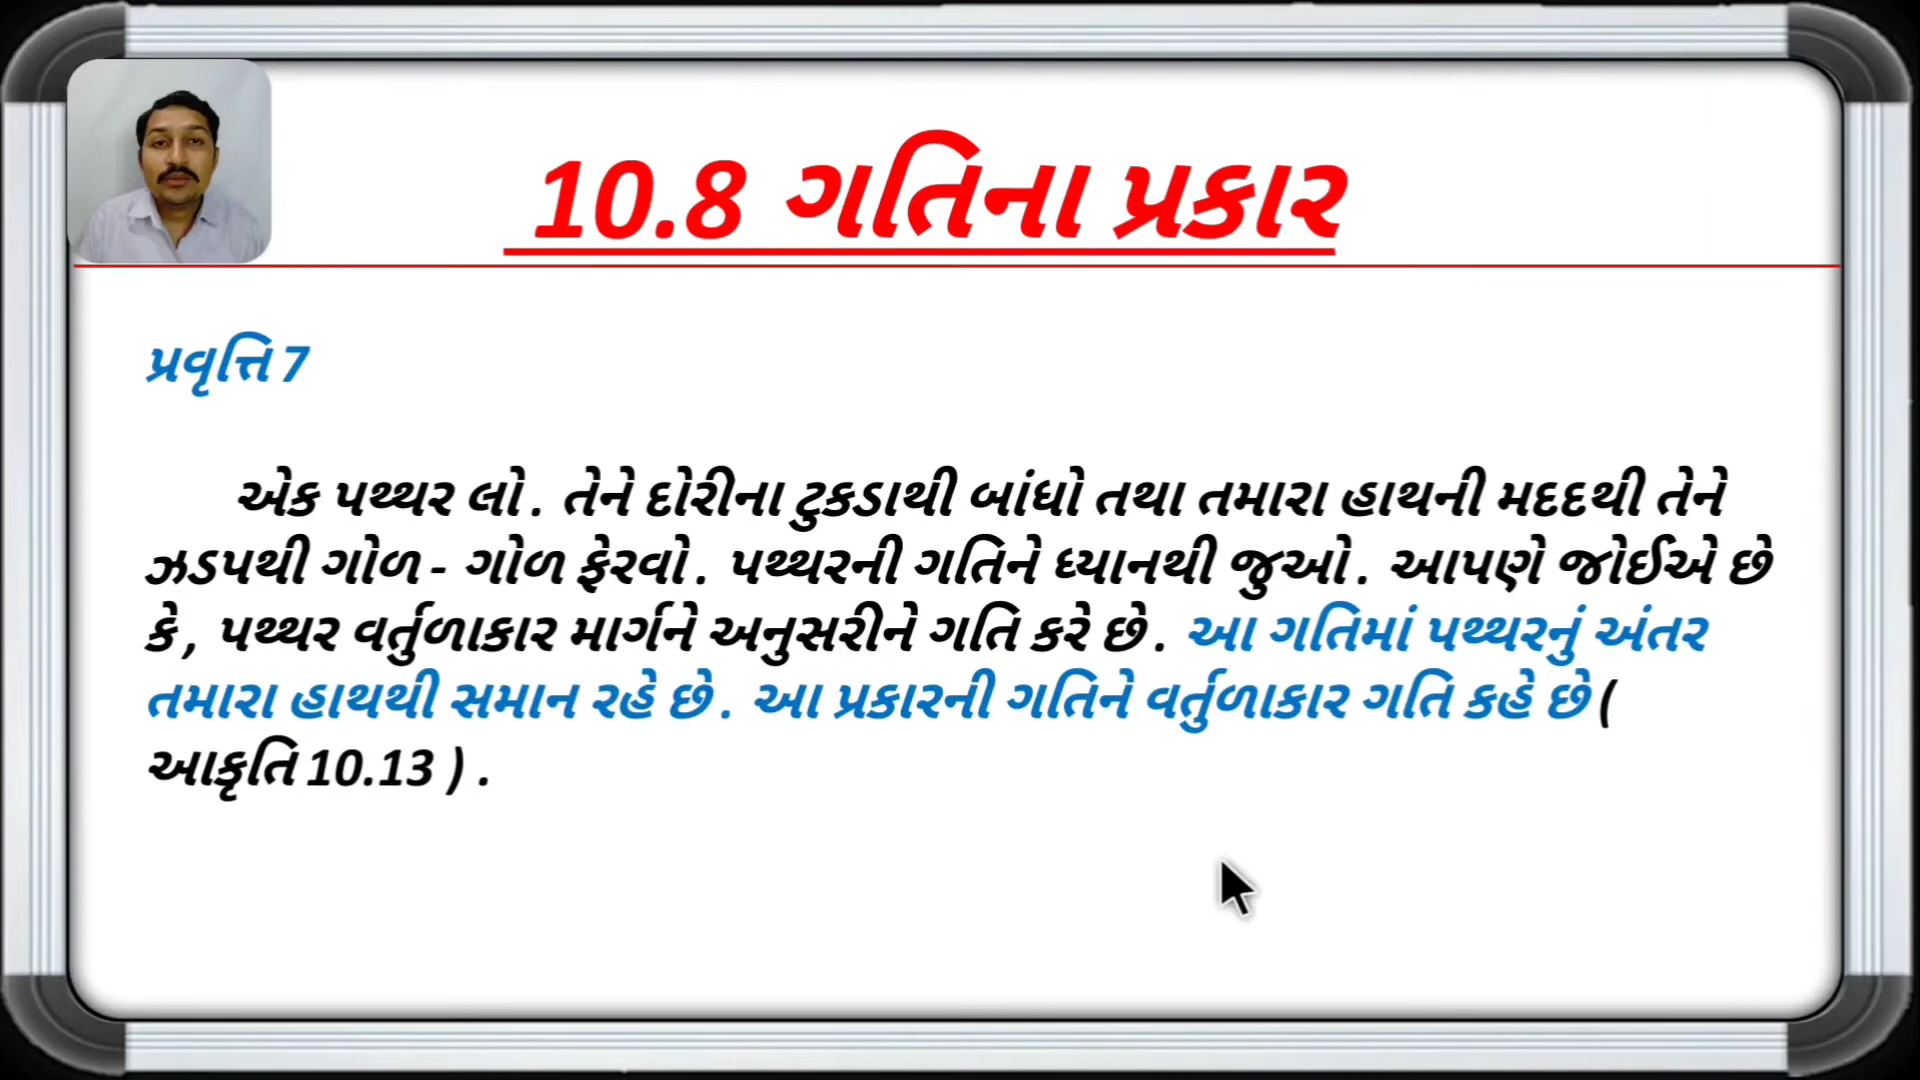 10.8 ગતિના પ્રકાર
પ્રવૃત્તિ 7
એક પથ્થર લો . તેને દોરીના ટુકડાથી બાંધો તથા તમારા હાથની મદદથી તેને
ઝડપથી ગોળ - ગોળ ફેરવો . પથ્થરની ગતિને ધ્યાનથી જુઓ . આપણે જોઈએ છે
કે , પથ્થર વર્તુળાકાર માર્ગને અનુસરીને ગતિ કરે છે . આ ગતિમાં પથ્થરનું અંતર
તમારા હાથથી સમાન રહે છે . આ પ્રકારની ગતિને વર્તુળાકાર ગતિ કહે છે (
આકૃતિ 10.13 ) .